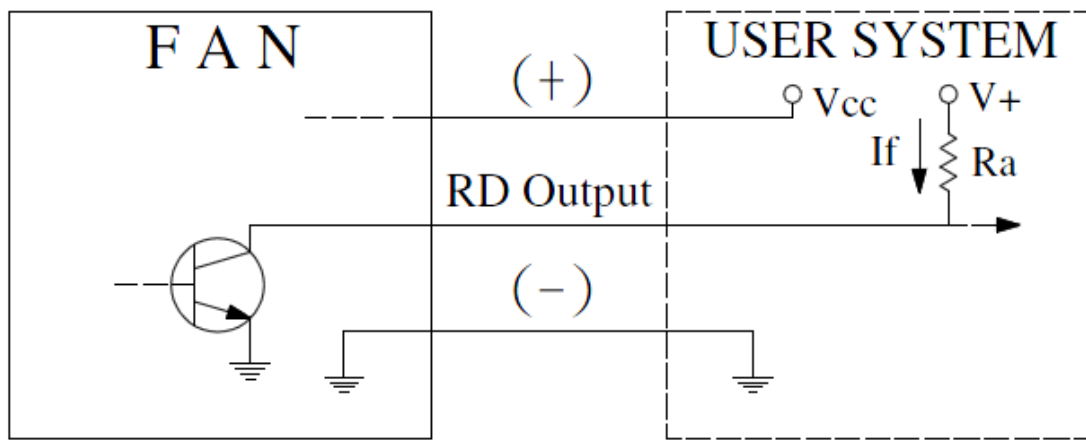 F A N
USER SYSTEM
(+)
Vcc
V+
If
Ra
RD Output
(-)